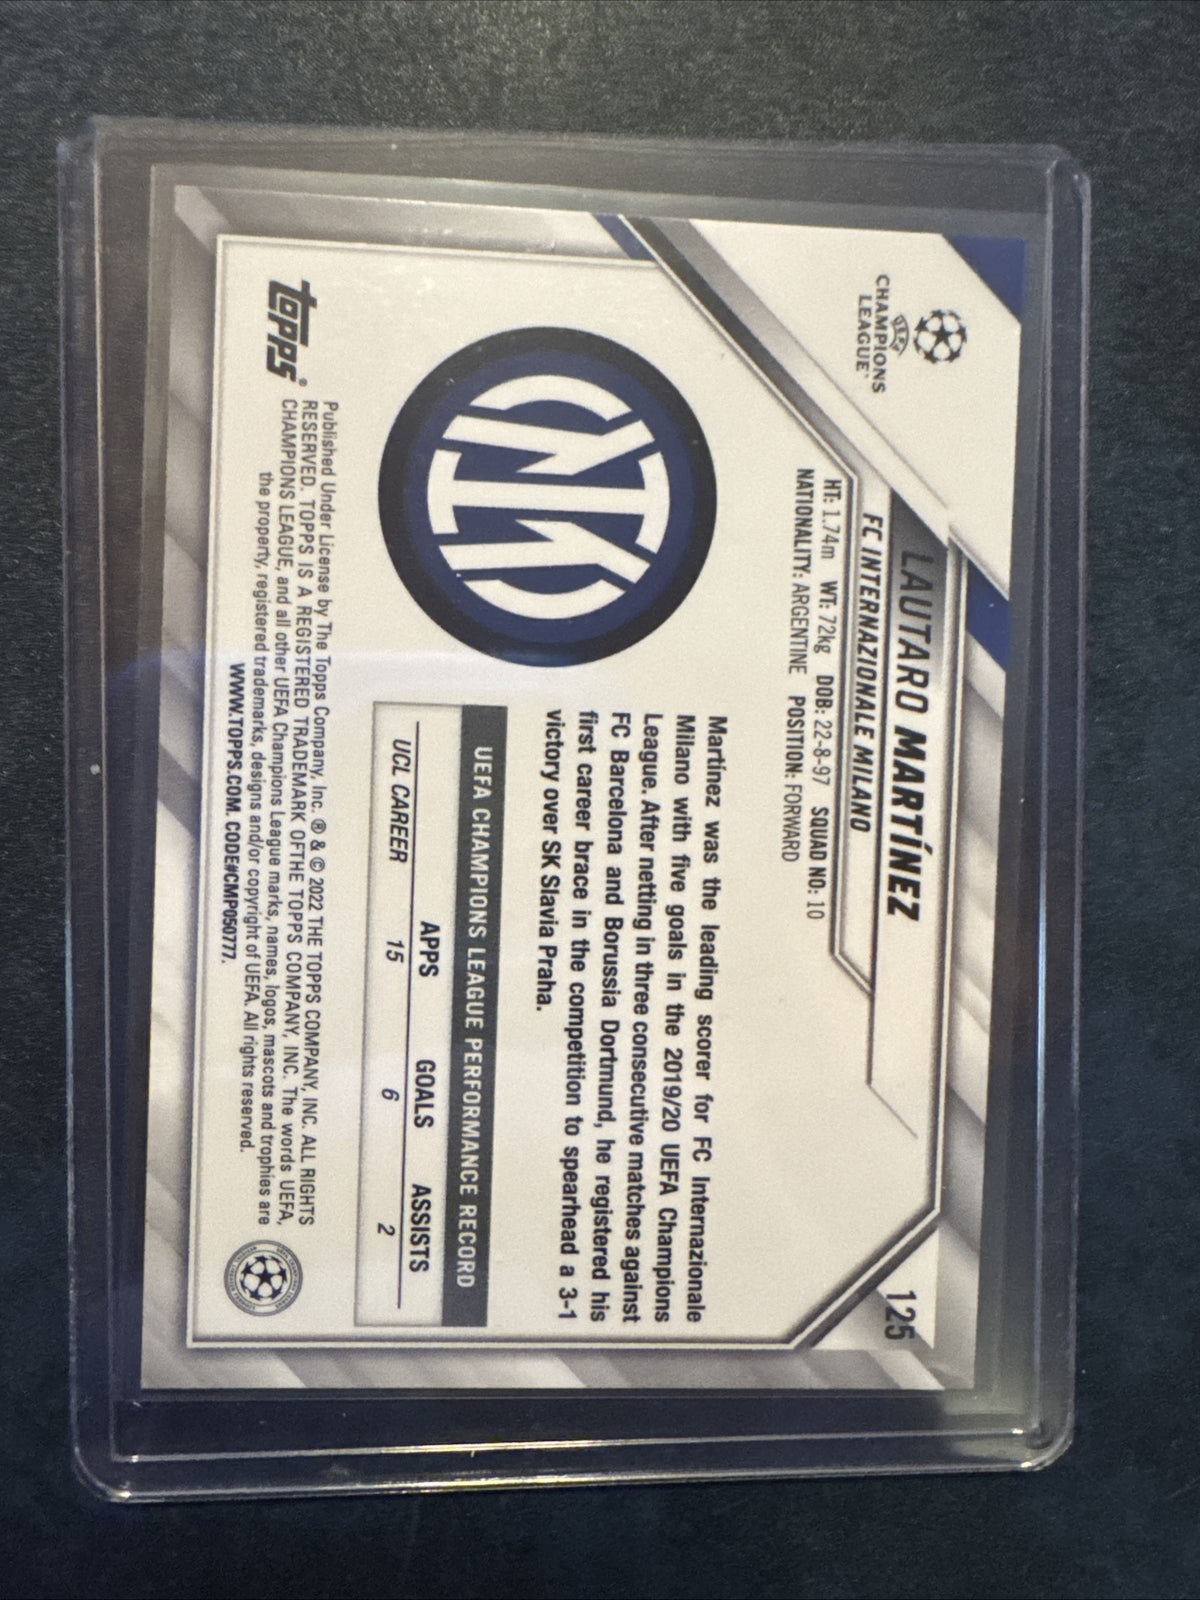 UEFA
CHAMPIONS
LEAGUE
LAUTARO MARTÍNEZ
125
FC INTERNAZIONALE MILANO
HT: 1.74m WT: 72kg DOB: 22-8-97 SQUAD NO: 10
NATIONALITY: ARGENTINE POSITION: FORWARD
Martínez was the leading scorer for FC Internazionale
Milano with five goals in the 2019/20 UEFA Champions
League. After netting in three consecutive matches against
FC Barcelona and Borussia Dortmund, he registered his
first career brace in the competition to spearhead a 3-1
victory over SK Slavia Praha.
UEFA CHAMPIONS LEAGUE PERFORMANCE RECORD
APPS GOALS ASSISTS
UCL CAREER 15 6 2
topps®
Published Under License by The Topps Company, Inc. ® & © 2022 THE TOPPS COMPANY, INC. ALL RIGHTS
RESERVED. TOPPS IS A REGISTERED TRADEMARK OF THE TOPPS COMPANY, INC. The words UEFA,
CHAMPIONS LEAGUE, and all other UEFA Champions League marks, names, logos, mascots and trophies are
the property, registered trademarks, designs and/or copyright of UEFA. All rights reserved.
WWW.TOPPS.COM. CODE#CMP050777.